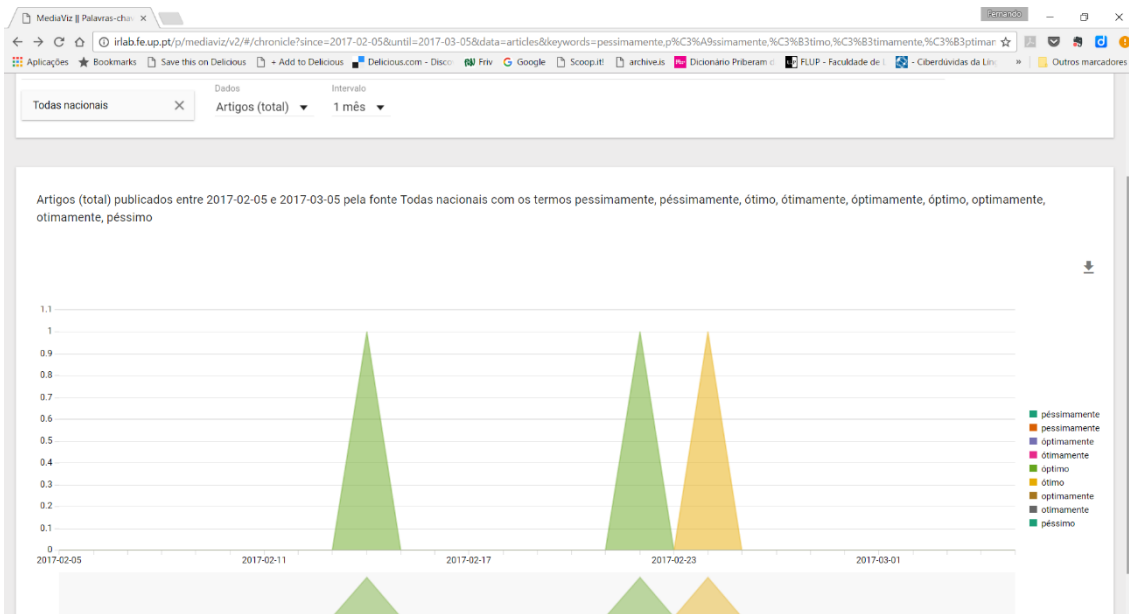 MediaViz || Palavras-chav
Fernando
irlab.fe.up.pt/p/mediaviz/v2/#/chronicle?since=2017-02-05&until=2017-03-05&data=articles&keywords=pessimamente,p%C3%A9ssimamente,%C3%B3timo,%C3%B3timamente,%C3%B3ptimar
Aplicações Bookmarks Save this on Delicious + Add to Delicious Delicious.com - Disco Friv Google Scoop.it! archive.is Dicionário Priberam d FLUP - Faculdade de L - Ciberdúvidas da Líng » Outros marcadores
Dados Intervalo
Todas nacionais Artigos (total) 1 mês
Artigos (total) publicados entre 2017-02-05 e 2017-03-05 pela fonte Todas nacionais com os termos pessimamente, péssimamente, ótimo, ótimamente, óptimamente, óptimo, optimamente,
otimamente, péssimo
1.1
1
0.9
0.8
0.7
0.6
0.5
0.4
0.3
0.2
0.1
0
2017-02-05 2017-02-11 2017-02-17 2017-02-23 2017-03-01
péssimamente
pessimamente
óptimamente
ótimamente
óptimo
ótimo
optimamente
otimamente
péssimo